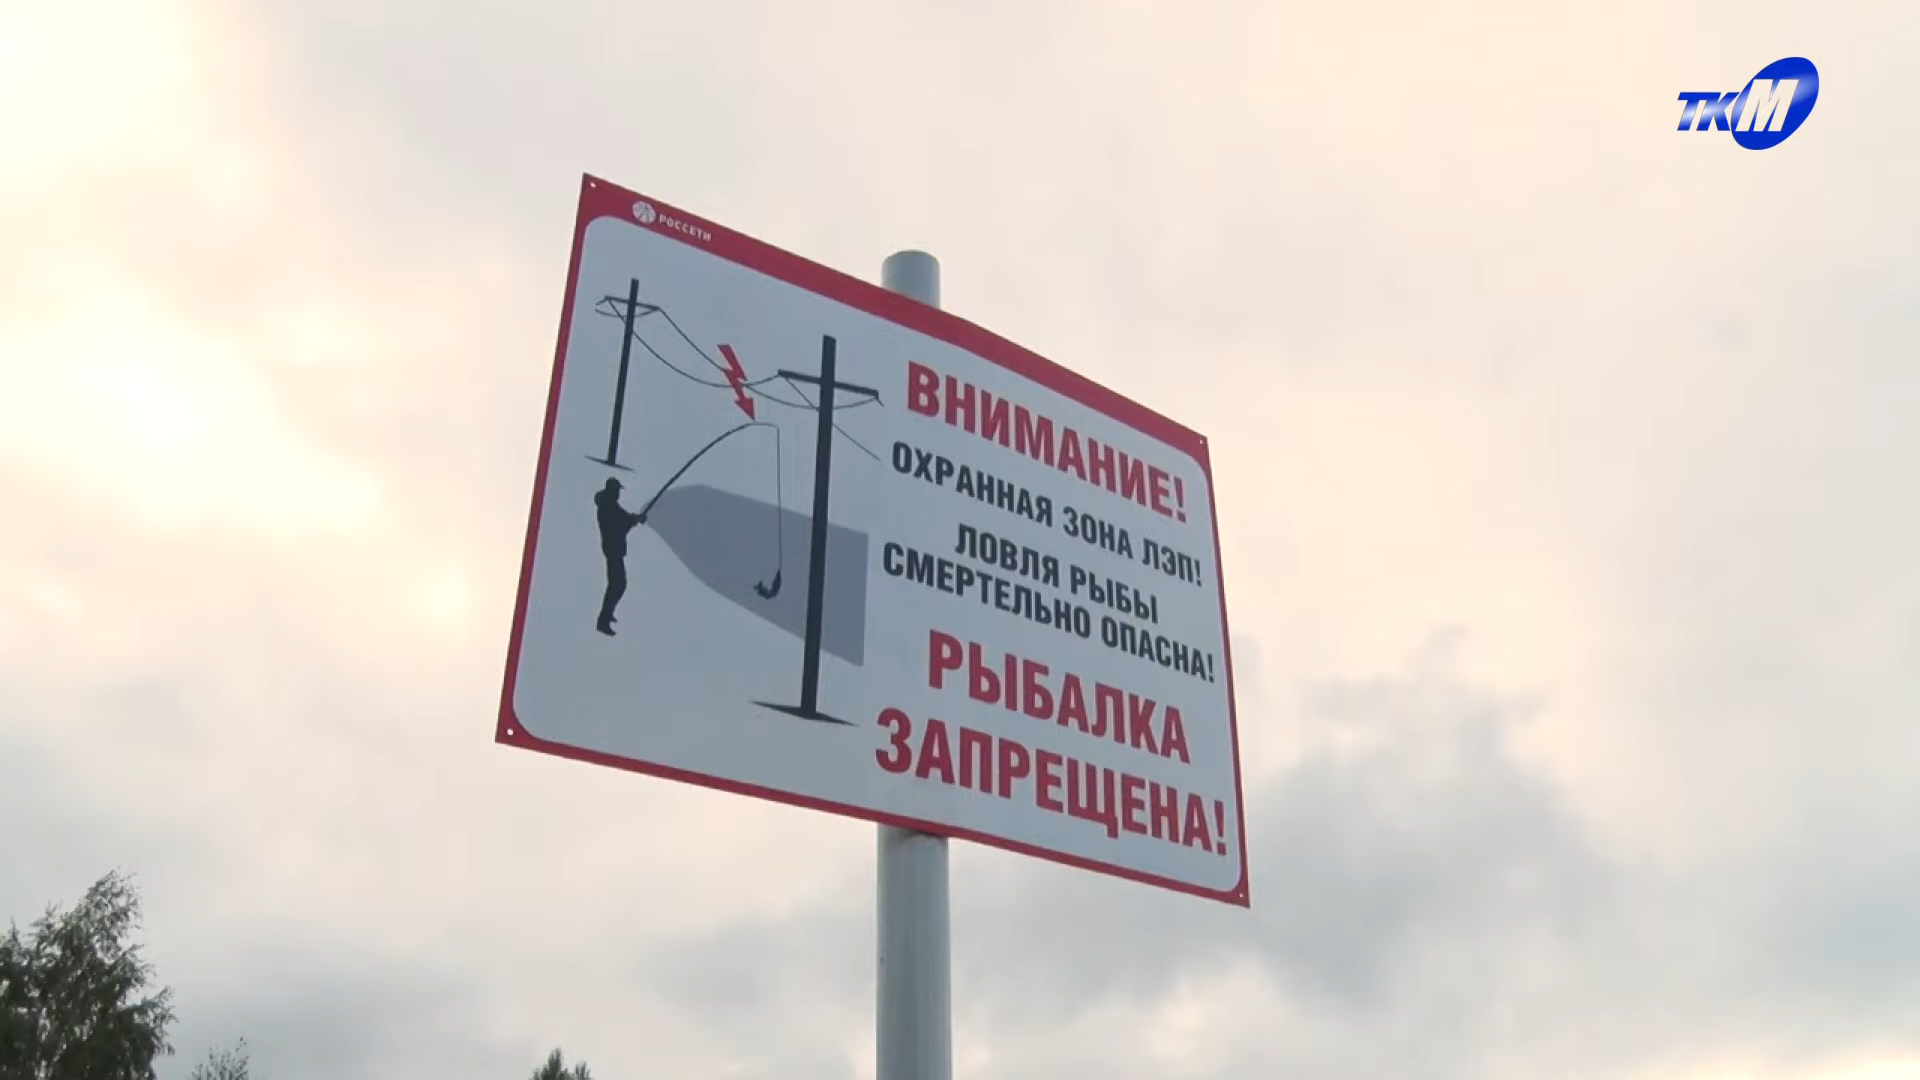 ТКМ
РОССЕТИ
ВНИМАНИЕ!
ОХРАННАЯ ЗОНА ЛЭП!
ЛОВЛЯ РЫБЫ
СМЕРТЕЛЬНО ОПАСНА!
РЫБАЛКА
ЗАПРЕЩЕНА!